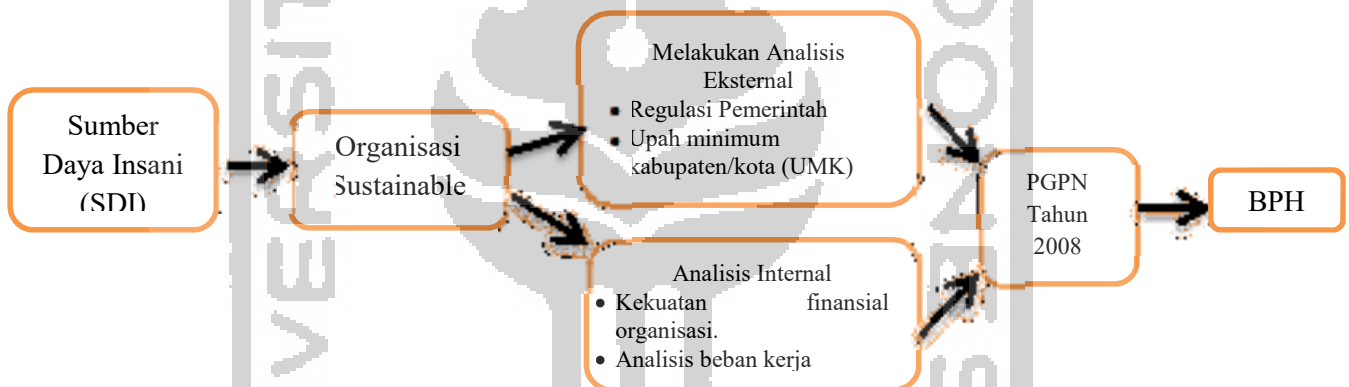 Sumber
Daya Insani
(SDI)
Organisasi
Sustainable
Melakukan Analisis
Eksternal
• Regulasi Pemerintah
• Upah minimum
kabupaten/kota (UMK)
Analisis Internal
• Kekuatan finansial
organisasi.
• Analisis beban kerja
PGPN
Tahun
2008
BPH